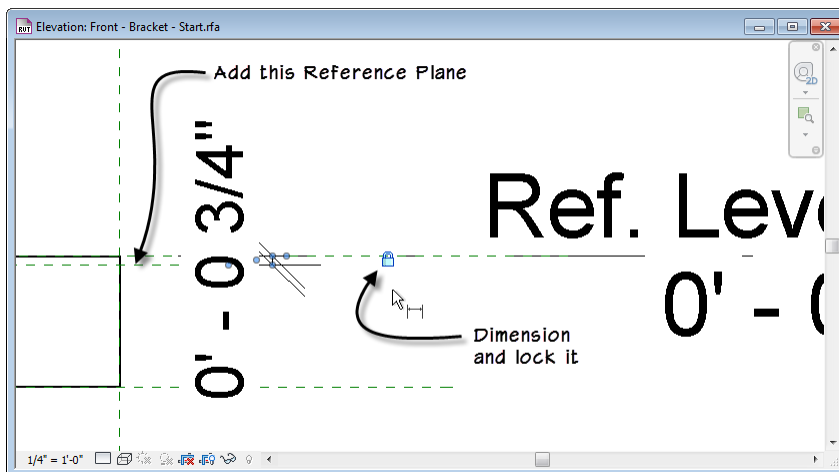 Elevation: Front - Bracket - Start.rfa
Add this Reference Plane
2D
0' - 0 3/4"
Ref. Leve
0' - 0
Dimension
and lock it
1/4" = 1'-0"